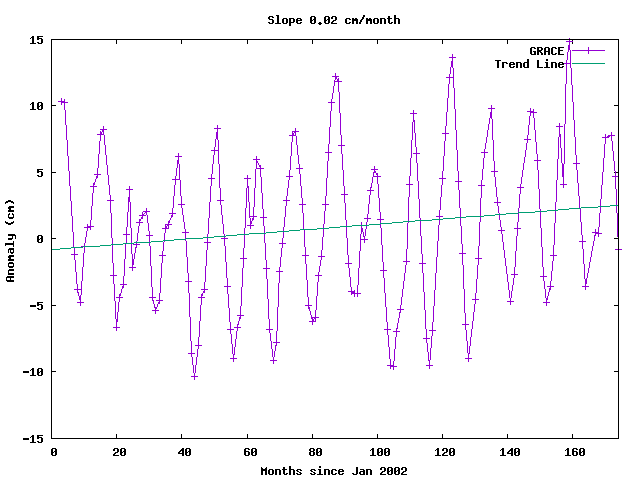 Slope 0.02 cm/month
GRACE
Trend Line
15
10
5
0
-5
-10
-15
Anomaly (cm)
0 20 40 60 80 100 120 140 160
Months since Jan 2002